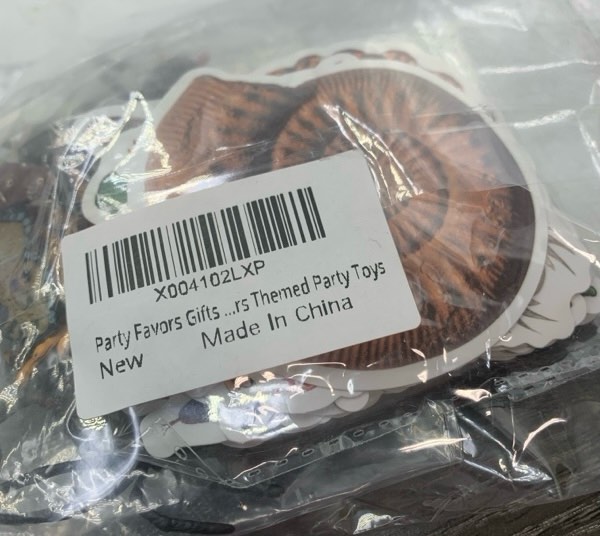 X004102LXP
Party Favors Gifts ...rs Themed Party Toys
New
Made In China